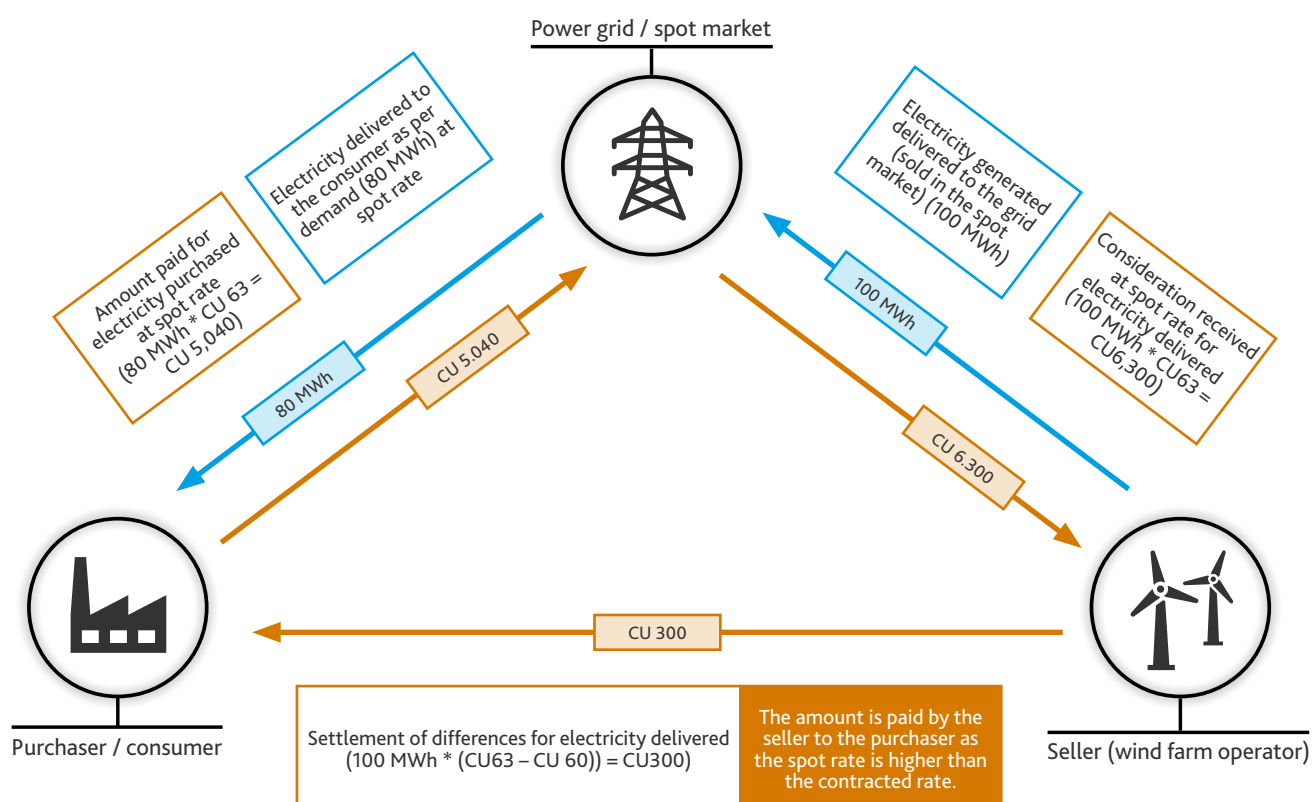 Power grid / spot market
Electricity delivered to
the consumer as per
demand (80 MWh) at
spot rate
Amount paid for
electricity purchased
at spot rate
(80 MWh * CU 63 =
CU 5,040)
Electricity generated
delivered to the grid
(sold in the spot
market) (100 MWh)
Consideration received
at spot rate for
electricity delivered
(100 MWh * CU63 =
CU6,300)
80 MWh
CU 5.040
100 MWh
CU 6.300
CU 300
Purchaser / consumer
Settlement of differences for electricity delivered
(100 MWh * (CU63 – CU 60)) = CU300)
The amount is paid by the
seller to the purchaser as
the spot rate is higher than
the contracted rate.
Seller (wind farm operator)